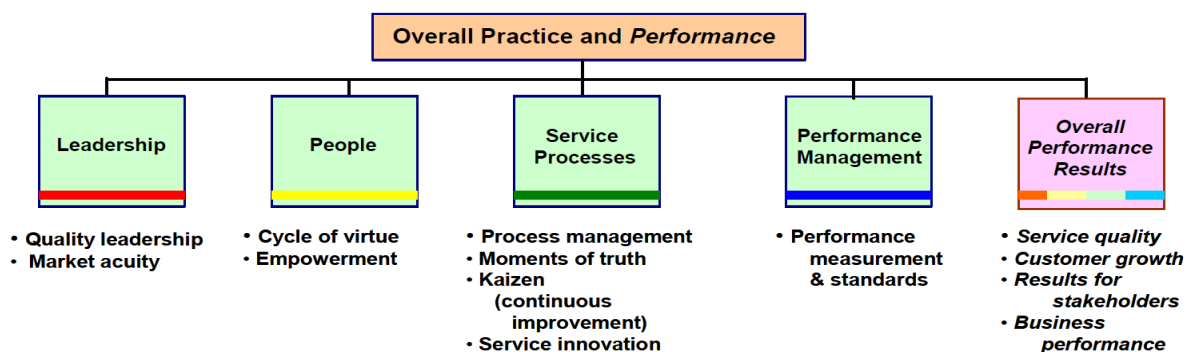 Overall Practice and Performance
Leadership
• Quality leadership
• Market acuity
People
• Cycle of virtue
• Empowerment
Service
Processes
• Process management
• Moments of truth
• Kaizen
(continuous
improvement)
• Service innovation
Performance
Management
• Performance
measurement
& standards
Overall
Performance
Results
• Service quality
• Customer growth
• Results for
stakeholders
• Business
performance